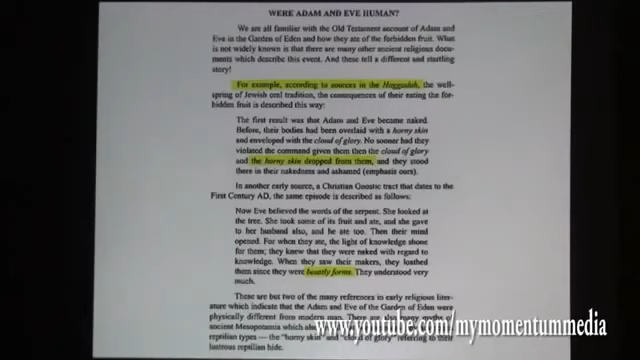 WERE ADAM AND EVE HUMAN?
We are all familiar with the Old Testament account of Adam and
Eve in the Garden of Eden and how they ate of the forbidden fruit. What
is not widely known is that there are many other ancient religious docu-
ments which describe this event. And these tell a different and startling
story!
For example, according to sources in the Haggadah, the well-
spring of Jewish oral tradition, the consequences of their eating the for-
bidden fruit is described this way:
The first result was that Adam and Eve became naked.
Before, their bodies had been overlaid with a horny skin
and enveloped with the cloud of glory. No sooner had they
violated the command given them then the cloud of glory
and the horny skin dropped from them, and they stood
there in their nakedness and ashamed (emphasis ours).
In another early source, a Christian Gnostic tract that dates to the
First Century AD, the same episode is described as follows:
Now Eve believed the words of the serpent. She looked at
the tree. She took some of its fruit and ate, and she gave
to her husband also, and he ate too. Then their mind
opened. For when they ate, the light of knowledge shone
for them; they knew that they were naked with regard to
knowledge. When they saw their makers, they loathed
them since they were beastly forms. They understood very
much.
These are but two of the many references in early religious liter-
ature which indicate that the Adam and Eve of the Garden of Eden were
physically different from modern man. There are also many myths of
ancient Mesopotamia which also
reptilian types — the "horny skin" and "cloud of glory" referring to their
lustrous reptilian hide.
www.youtube.com/mymomentummedia